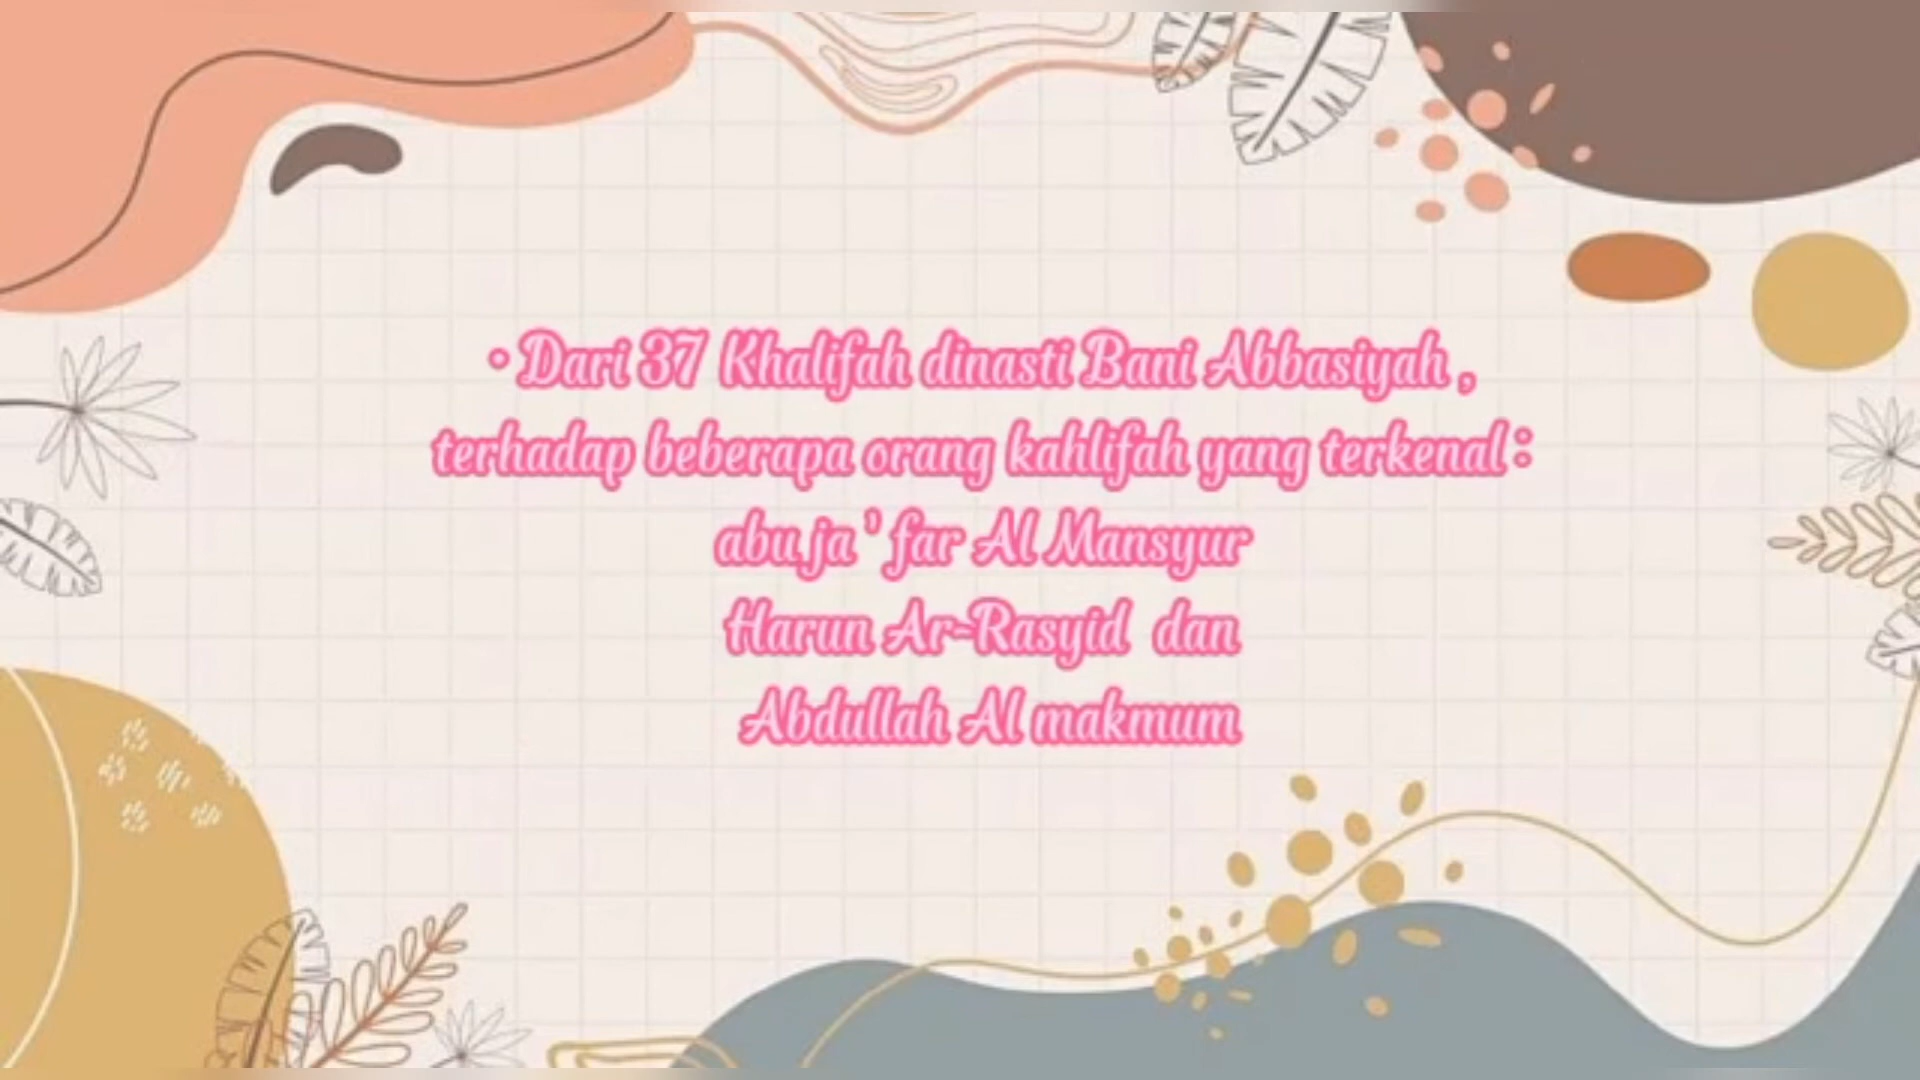 • Dari 37 Khalifah dinasti Bani Abbasiyah ,
terhadap beberapa orang kahlifah yang terkenal :
abu ja ' far Al Mansyur
Harun Ar-Rasyid dan
Abdullah Al makmum